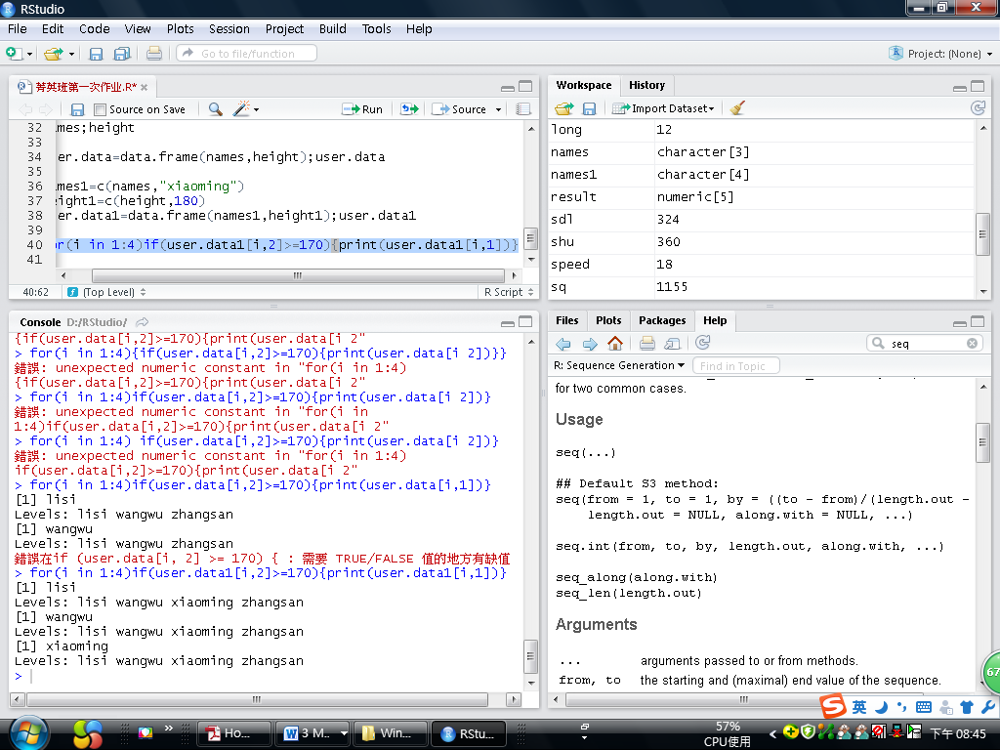 RStudio
File Edit Code View Plots Session Project Build Tools Help
Go to file/function
Project: (None)
菁英班第一次作业.R*
Source on Save
Run
Source
32 mes;height
33
34 er.data=data.frame(names,height);user.data
35
36 mes1=c(names,"xiaoming")
37 ight1=c(height,180)
38 er.data1=data.frame(names1,height1);user.data1
39
40 r(i in 1:4)if(user.data1[i,2]>=170){print(user.data1[i,1])}
41
40:62 (Top Level) R Script
Console D:/RStudio/
{if(user.data[i,2]>=170){print(user.data[i 2"
> for(i in 1:4){if(user.data[i,2]>=170){print(user.data[i 2])}}
錯誤: unexpected numeric constant in "for(i in 1:4)
{if(user.data[i,2]>=170){print(user.data[i 2"
> for(i in 1:4)if(user.data[i,2]>=170){print(user.data[i 2])}
錯誤: unexpected numeric constant in "for(i in
1:4)if(user.data[i,2]>=170){print(user.data[i 2"
> for(i in 1:4) if(user.data[i,2]>=170){print(user.data[i 2])}
錯誤: unexpected numeric constant in "for(i in 1:4)
if(user.data[i,2]>=170){print(user.data[i 2"
> for(i in 1:4)if(user.data[i,2]>=170){print(user.data[i,1])}
[1] lisi
Levels: lisi wangwu zhangsan
[1] wangwu
Levels: lisi wangwu zhangsan
錯誤在if (user.data[i, 2] >= 170) { : 需要 TRUE/FALSE 值的地方有缺值
> for(i in 1:4)if(user.data1[i,2]>=170){print(user.data1[i,1])}
[1] lisi
Levels: lisi wangwu xiaoming zhangsan
[1] wangwu
Levels: lisi wangwu xiaoming zhangsan
[1] xiaoming
Levels: lisi wangwu xiaoming zhangsan
>
Workspace History
Import Dataset
long 12
names character[3]
names1 character[4]
result numeric[5]
sdl 324
shu 360
speed 18
sq 1155
Files Plots Packages Help
seq
R: Sequence Generation Find in Topic
for two common cases.
Usage
seq(...)
## Default S3 method:
seq(from = 1, to = 1, by = ((to - from)/(length.out -
length.out = NULL, along.with = NULL, ...)
seq.int(from, to, by, length.out, along.with, ...)
seq_along(along.with)
seq_len(length.out)
Arguments
... arguments passed to or from methods.
from, to the starting and (maximal) end value of the sequence.
67
英
Ho... 3 M... Win... RStu...
57%
CPU使用
下午 08:45